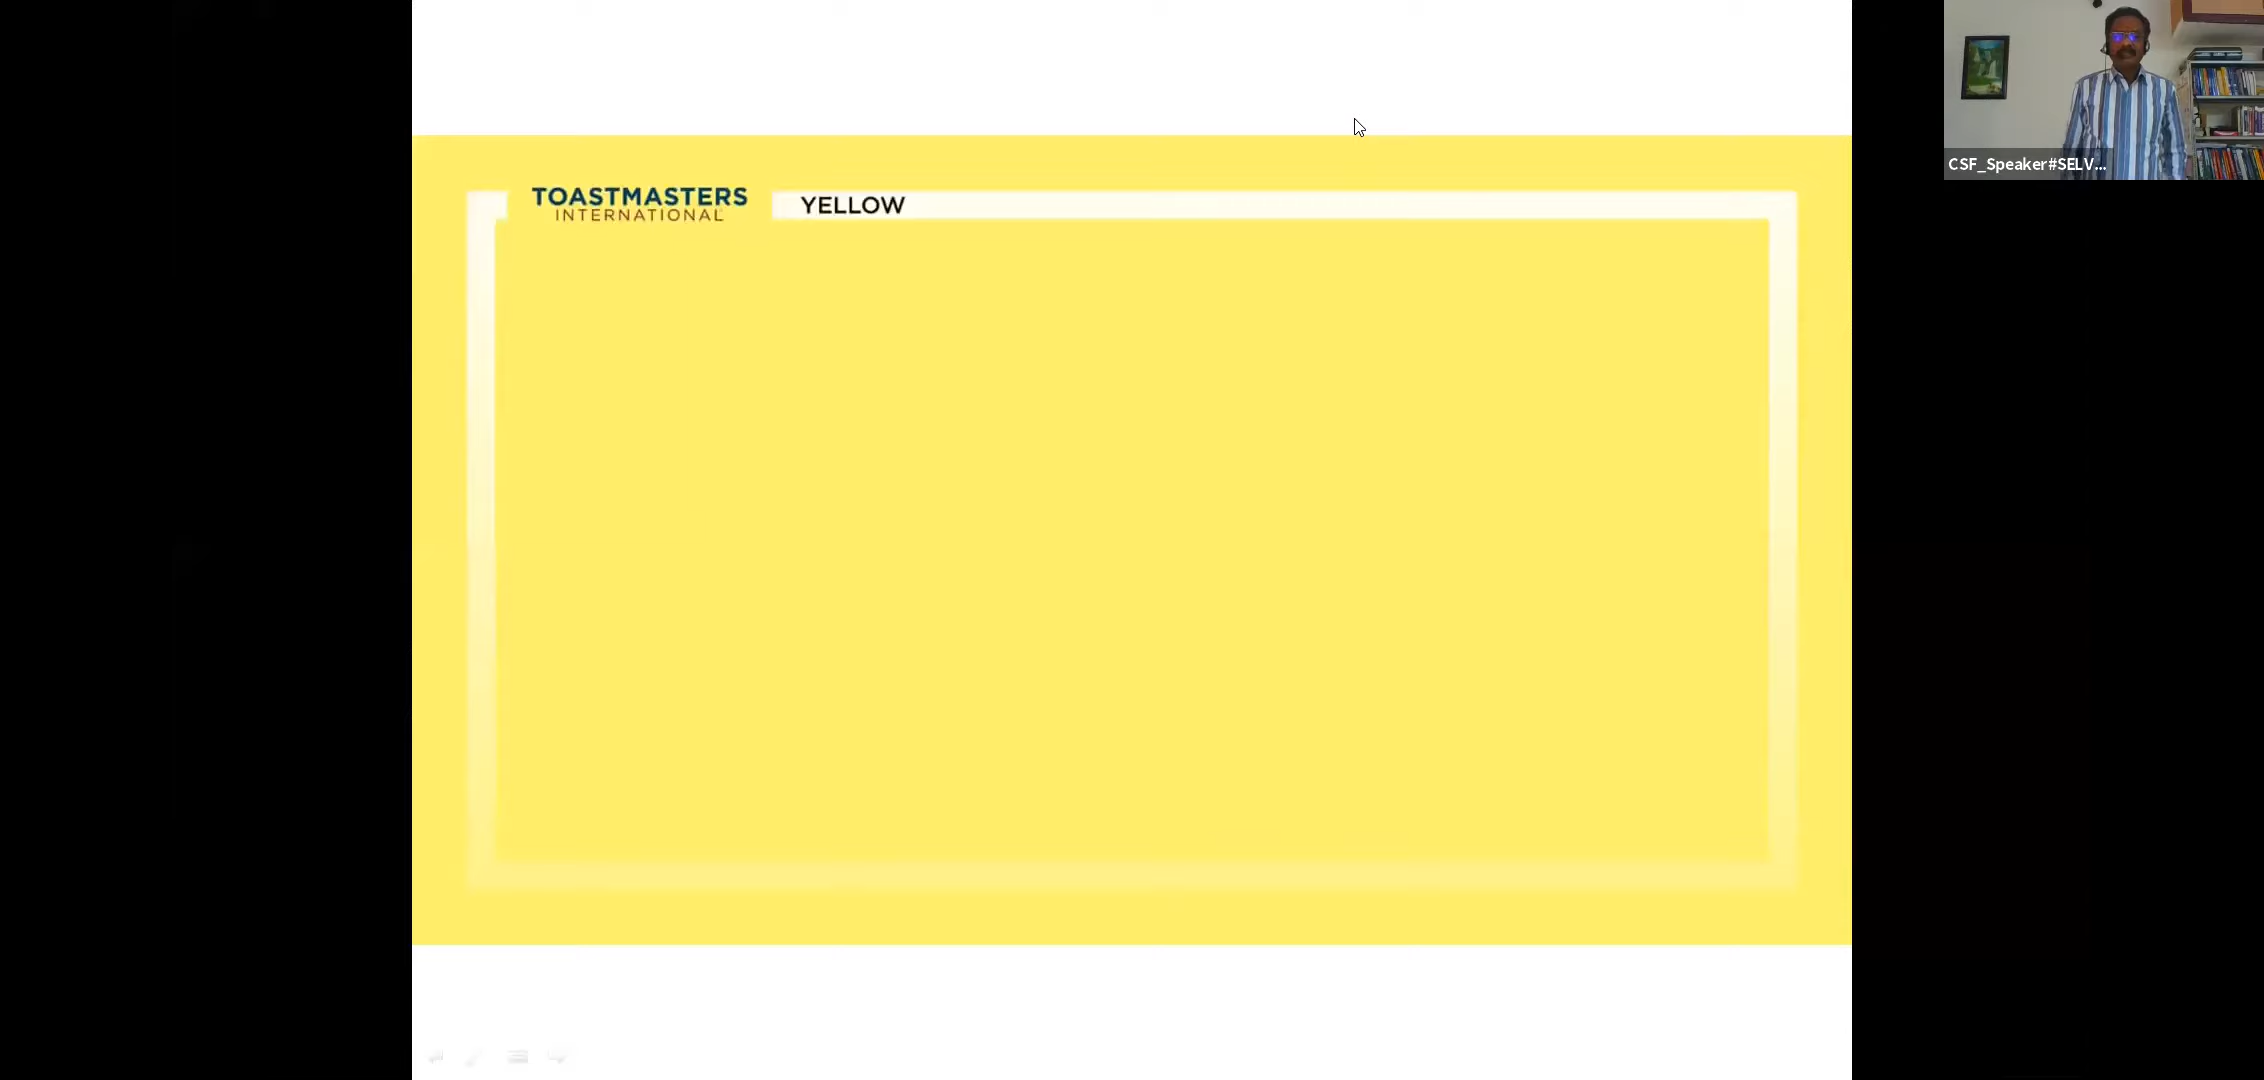 TOASTMASTERS
INTERNATIONAL
YELLOW
CSF_Speaker#SELV...